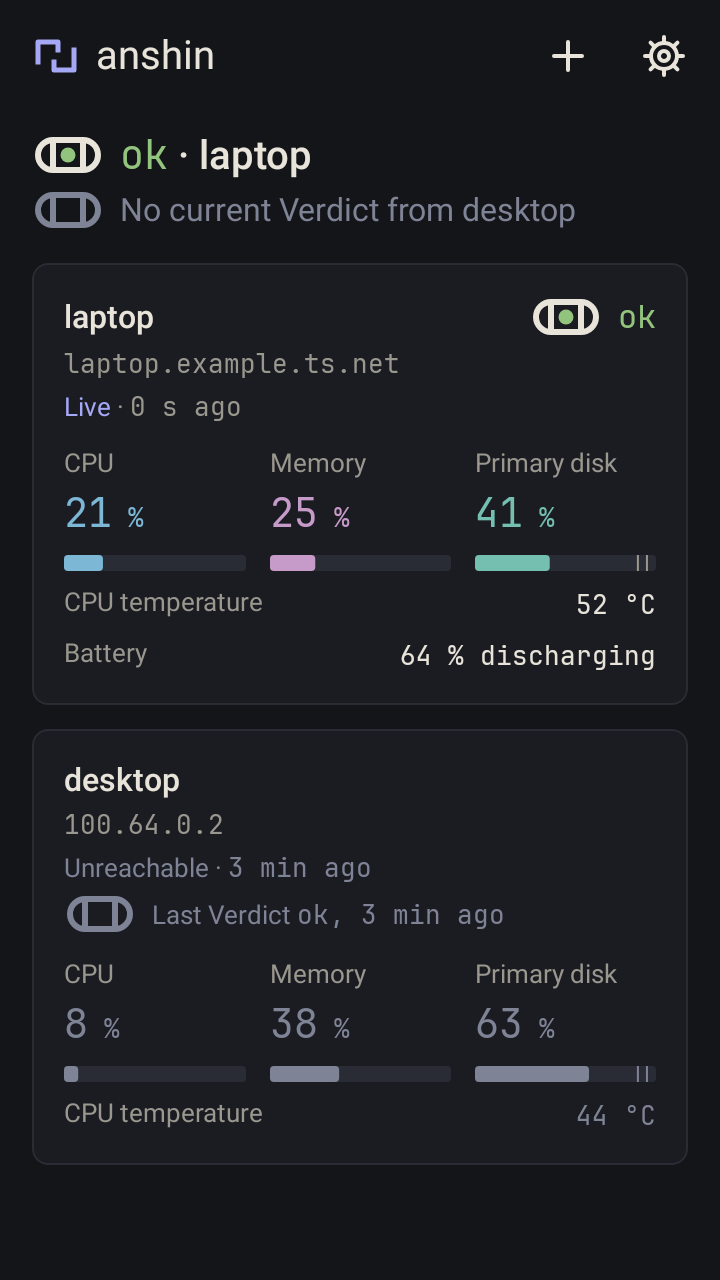 anshin
ok · laptop
No current Verdict from desktop
laptop ok
laptop.example.ts.net
Live · 0 s ago
CPU Memory Primary disk
21 % 25 % 41 %
CPU temperature 52 °C
Battery 64 % discharging
desktop
100.64.0.2
Unreachable · 3 min ago
Last Verdict ok, 3 min ago
CPU Memory Primary disk
8 % 38 % 63 %
CPU temperature 44 °C